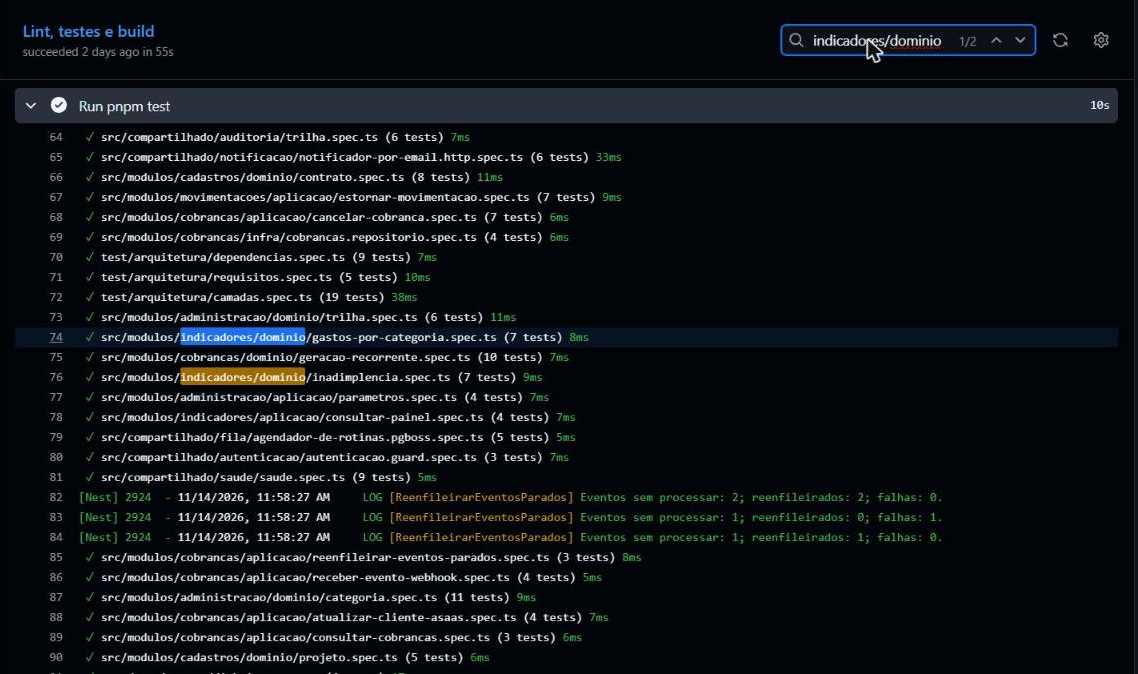 Lint, testes e build
succeeded 2 days ago in 55s
indicadores/dominio 1/2
Run pnpm test 10s
64 ✓ src/compartilhado/auditoria/trilha.spec.ts (6 tests) 7ms
65 ✓ src/compartilhado/notificacao/notificador-por-email.http.spec.ts (6 tests) 33ms
66 ✓ src/modulos/cadastros/dominio/contrato.spec.ts (8 tests) 11ms
67 ✓ src/modulos/movimentacoes/aplicacao/estornar-movimentacao.spec.ts (7 tests) 9ms
68 ✓ src/modulos/cobrancas/aplicacao/cancelar-cobranca.spec.ts (7 tests) 6ms
69 ✓ src/modulos/cobrancas/infra/cobrancas.repositorio.spec.ts (4 tests) 6ms
70 ✓ test/arquitetura/dependencias.spec.ts (9 tests) 7ms
71 ✓ test/arquitetura/requisitos.spec.ts (5 tests) 10ms
72 ✓ test/arquitetura/camadas.spec.ts (19 tests) 38ms
73 ✓ src/modulos/administracao/dominio/trilha.spec.ts (6 tests) 11ms
74 ✓ src/modulos/indicadores/dominio/gastos-por-categoria.spec.ts (7 tests) 8ms
75 ✓ src/modulos/cobrancas/dominio/geracao-recorrente.spec.ts (10 tests) 7ms
76 ✓ src/modulos/indicadores/dominio/inadimplencia.spec.ts (7 tests) 9ms
77 ✓ src/modulos/administracao/aplicacao/parametros.spec.ts (4 tests) 7ms
78 ✓ src/modulos/indicadores/aplicacao/consultar-painel.spec.ts (4 tests) 7ms
79 ✓ src/compartilhado/fila/agendador-de-rotinas.pgboss.spec.ts (5 tests) 5ms
80 ✓ src/compartilhado/autenticacao/autenticacao.guard.spec.ts (3 tests) 7ms
81 ✓ src/compartilhado/saude/saude.spec.ts (9 tests) 5ms
82 [Nest] 2924 - 11/14/2026, 11:58:27 AM LOG [ReenfileirarEventosParados] Eventos sem processar: 2; reenfileirados: 2; falhas: 0.
83 [Nest] 2924 - 11/14/2026, 11:58:27 AM LOG [ReenfileirarEventosParados] Eventos sem processar: 1; reenfileirados: 0; falhas: 1.
84 [Nest] 2924 - 11/14/2026, 11:58:27 AM LOG [ReenfileirarEventosParados] Eventos sem processar: 1; reenfileirados: 1; falhas: 0.
85 ✓ src/modulos/cobrancas/aplicacao/reenfileirar-eventos-parados.spec.ts (3 tests) 8ms
86 ✓ src/modulos/cobrancas/aplicacao/receber-evento-webhook.spec.ts (4 tests) 5ms
87 ✓ src/modulos/administracao/dominio/categoria.spec.ts (11 tests) 9ms
88 ✓ src/modulos/cobrancas/aplicacao/atualizar-cliente-asaas.spec.ts (4 tests) 7ms
89 ✓ src/modulos/cobrancas/aplicacao/consultar-cobrancas.spec.ts (3 tests) 6ms
90 ✓ src/modulos/cadastros/dominio/projeto.spec.ts (5 tests) 6ms